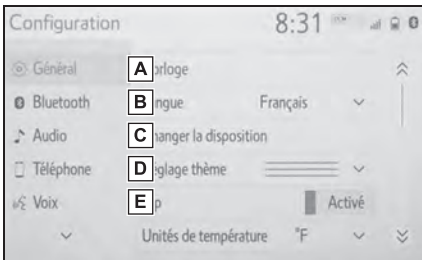 Configuration 8:31
Général A orloge
Bluetooth B ngue Français
Audio C hanger la disposition
Téléphone D églage thème
Voix E p Activé
Unités de température °F